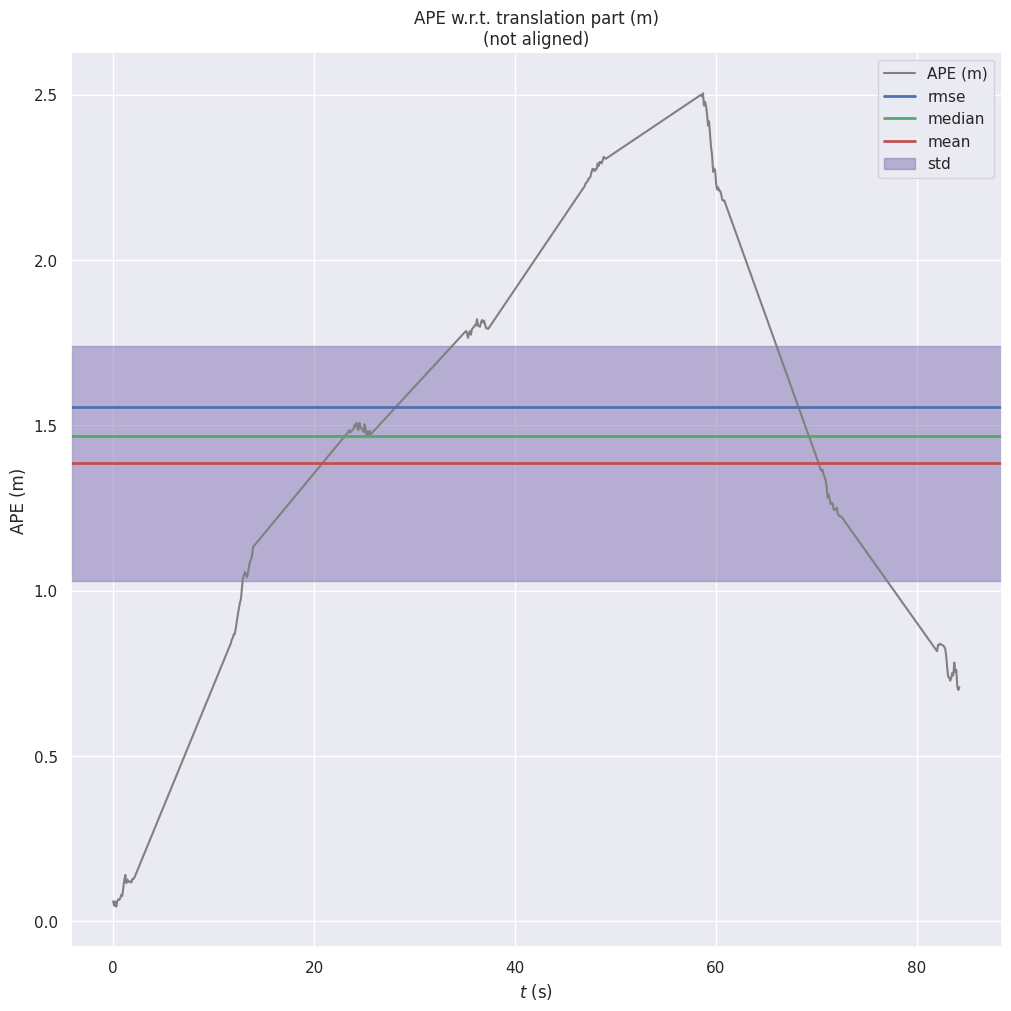 APE w.r.t. translation part (m)
(not aligned)
APE (m)
rmse
median
mean
std
APE (m)
2.5
2.0
1.5
1.0
0.5
0.0
0 20 40 60 80
t (s)